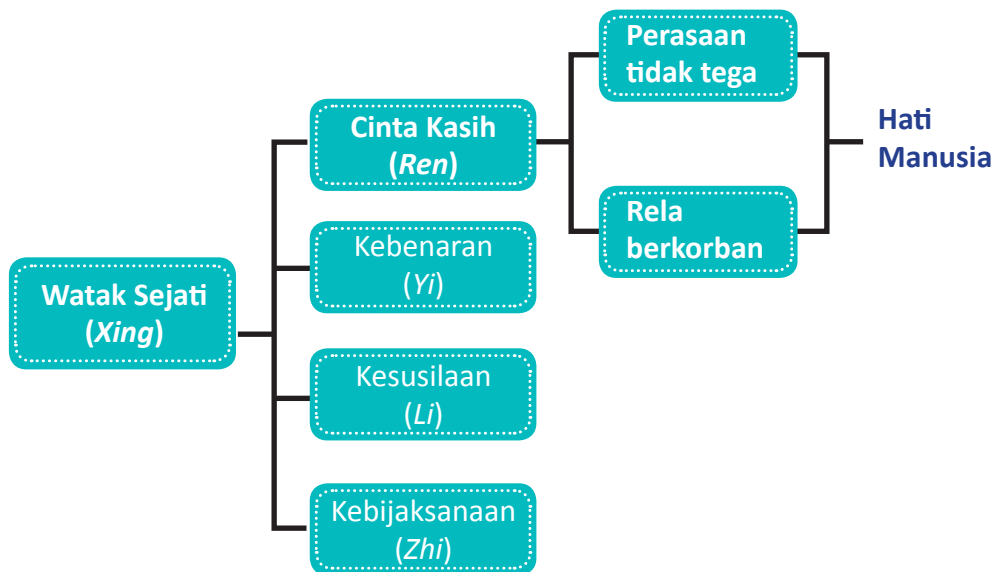 Watak Sejati
(Xing)
Cinta Kasih
(Ren)
Kebenaran
(Yi)
Kesusilaan
(Li)
Kebijaksanaan
(Zhi)
Perasaan
tidak tega
Rela
berkorban
Hati
Manusia